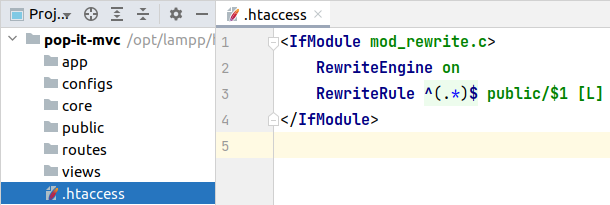 Proj...
.htaccess
pop-it-mvc /opt/lampp/
app
configs
core
public
routes
views
.htaccess
1 <IfModule mod_rewrite.c>
2 RewriteEngine on
3 RewriteRule ^(.*)$ public/$1 [L]
4 </IfModule>
5